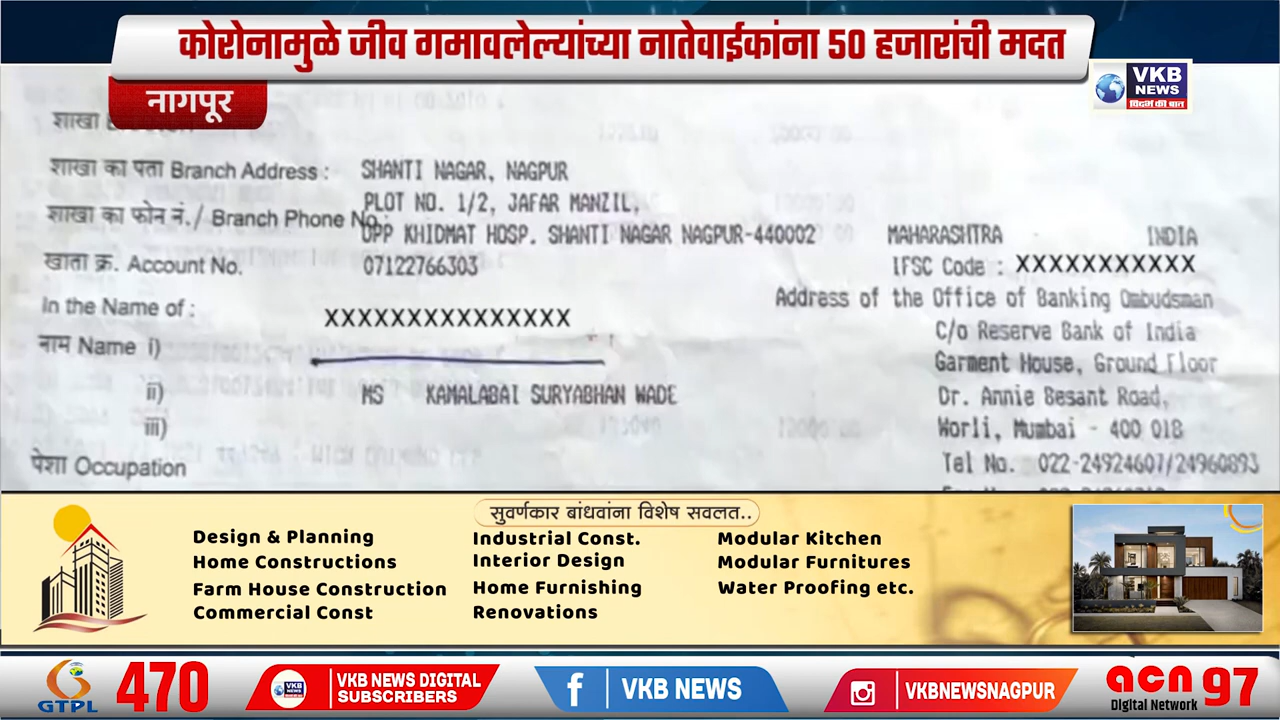 कोरोनामुळे जीव गमावलेल्यांच्या नातेवाईकांना 50 हजारांची मदत
नागपूर
VKB
NEWS
विदर्भ की बात
शाखा
शाखा का पता Branch Address : SHANTI NAGAR, NAGPUR
PLOT NO. 1/2, JAFAR MANZIL,
शाखा का फोन नं./ Branch Phone No.:
OPP KHIDMAT HOSP. SHANTI NAGAR NAGPUR-440002 MAHARASHTRA INDIA
खाता क्र. Account No. 07122766303 IFSC Code : XXXXXXXXXXX
In the Name of : XXXXXXXXXXXXXXX
Address of the Office of Banking Ombudsman
C/o Reserve Bank of India
नाम Name i)
Garment House, Ground Floor
ii) MS KAMALABAI SURYABHAN WADE Dr. Annie Besant Road,
iii) Worli, Mumbai - 400 018
पेशा Occupation Tel No. 022-24924607/24960893
सुवर्णकार बांधवांना विशेष सवलत..
Design & Planning
Home Constructions
Farm House Construction
Commercial Const
Industrial Const.
Interior Design
Home Furnishing
Renovations
Modular Kitchen
Modular Furnitures
Water Proofing etc.
GTPL
470
VKB
NEWS
VKB NEWS DIGITAL
SUBSCRIBERS
f
VKB NEWS
VKBNEWSNAGPUR
acn
Digital Network
97